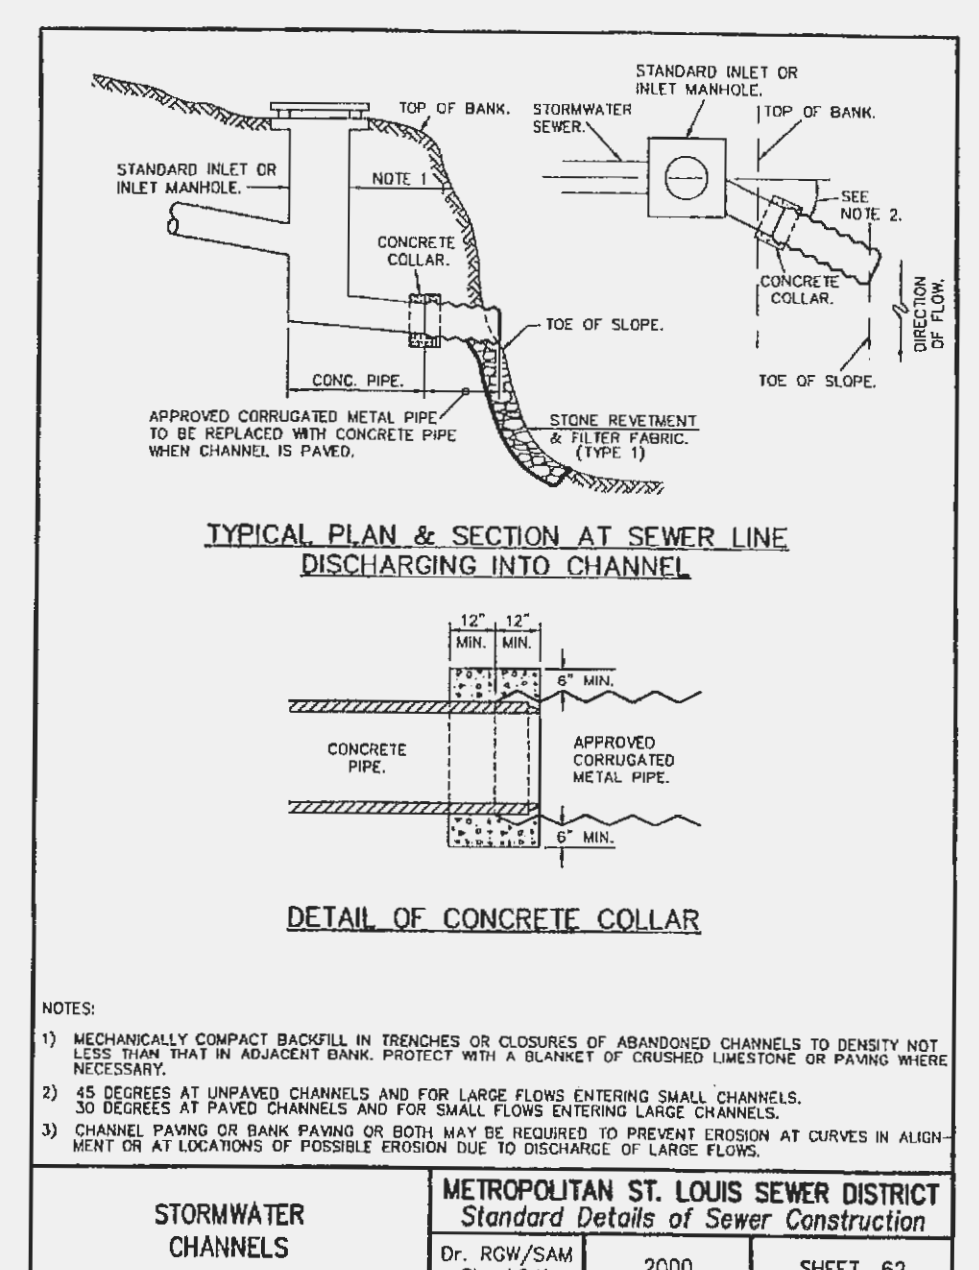 STANDARD INLET OR
INLET MANHOLE.
TOP OF BANK.
STORMWATER
SEWER.
TOP OF BANK.
STANDARD INLET OR
INLET MANHOLE.
NOTE 1
SEE
NOTE 2.
CONCRETE
COLLAR.
CONCRETE
COLLAR.
DIRECTION
OF FLOW.
TOE OF SLOPE.
TOE OF SLOPE.
CONC. PIPE.
APPROVED CORRUGATED METAL PIPE
TO BE REPLACED WITH CONCRETE PIPE
WHEN CHANNEL IS PAVED.
STONE REVETMENT
& FILTER FABRIC.
(TYPE 1)
TYPICAL PLAN & SECTION AT SEWER LINE
DISCHARGING INTO CHANNEL
12" 12"
MIN. MIN.
6" MIN.
CONCRETE
PIPE.
APPROVED
CORRUGATED
METAL PIPE.
6" MIN.
DETAIL OF CONCRETE COLLAR
NOTES:
1) MECHANICALLY COMPACT BACKFILL IN TRENCHES OR CLOSURES OF ABANDONED CHANNELS TO DENSITY NOT
LESS THAN THAT IN ADJACENT BANK. PROTECT WITH A BLANKET OF CRUSHED LIMESTONE OR PAVING WHERE
NECESSARY.
2) 45 DEGREES AT UNPAVED CHANNELS AND FOR LARGE FLOWS ENTERING SMALL CHANNELS.
30 DEGREES AT PAVED CHANNELS AND FOR SMALL FLOWS ENTERING LARGE CHANNELS.
3) CHANNEL PAVING OR BANK PAVING OR BOTH MAY BE REQUIRED TO PREVENT EROSION AT CURVES IN ALIGN-
MENT OR AT LOCATIONS OF POSSIBLE EROSION DUE TO DISCHARGE OF LARGE FLOWS.
STORMWATER
CHANNELS
METROPOLITAN ST. LOUIS SEWER DISTRICT
Standard Details of Sewer Construction
Dr. RGW/SAM
2000
SHEET 62